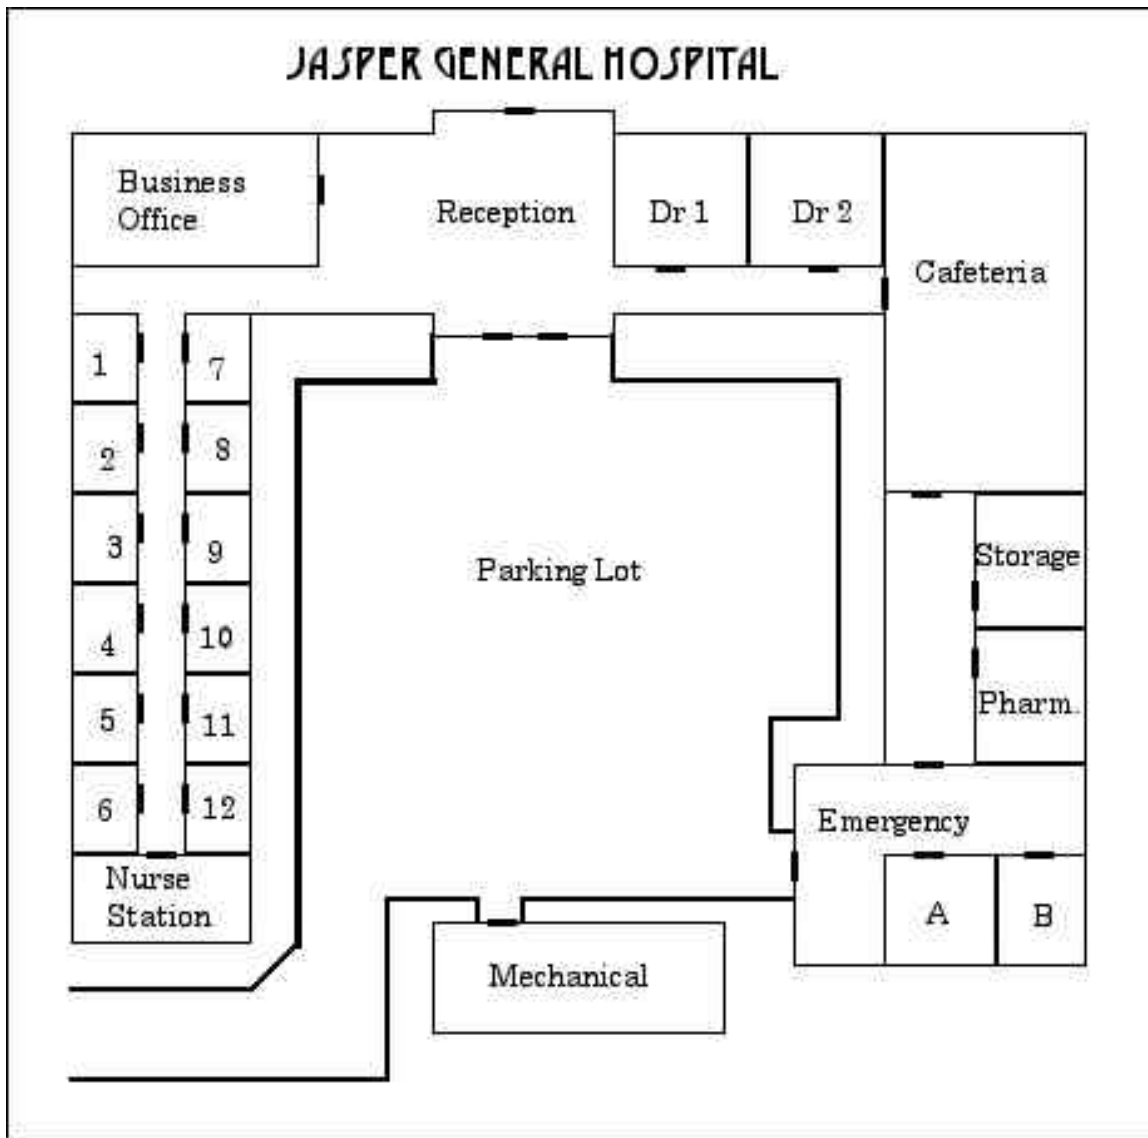 JASPER GENERAL HOSPITAL
Business
Office
Reception
Dr 1
Dr 2
Cafeteria
1
7
2
8
3
9
Storage
Parking Lot
4
10
5
11
Pharm.
6
12
Emergency
Nurse
Station
A
B
Mechanical